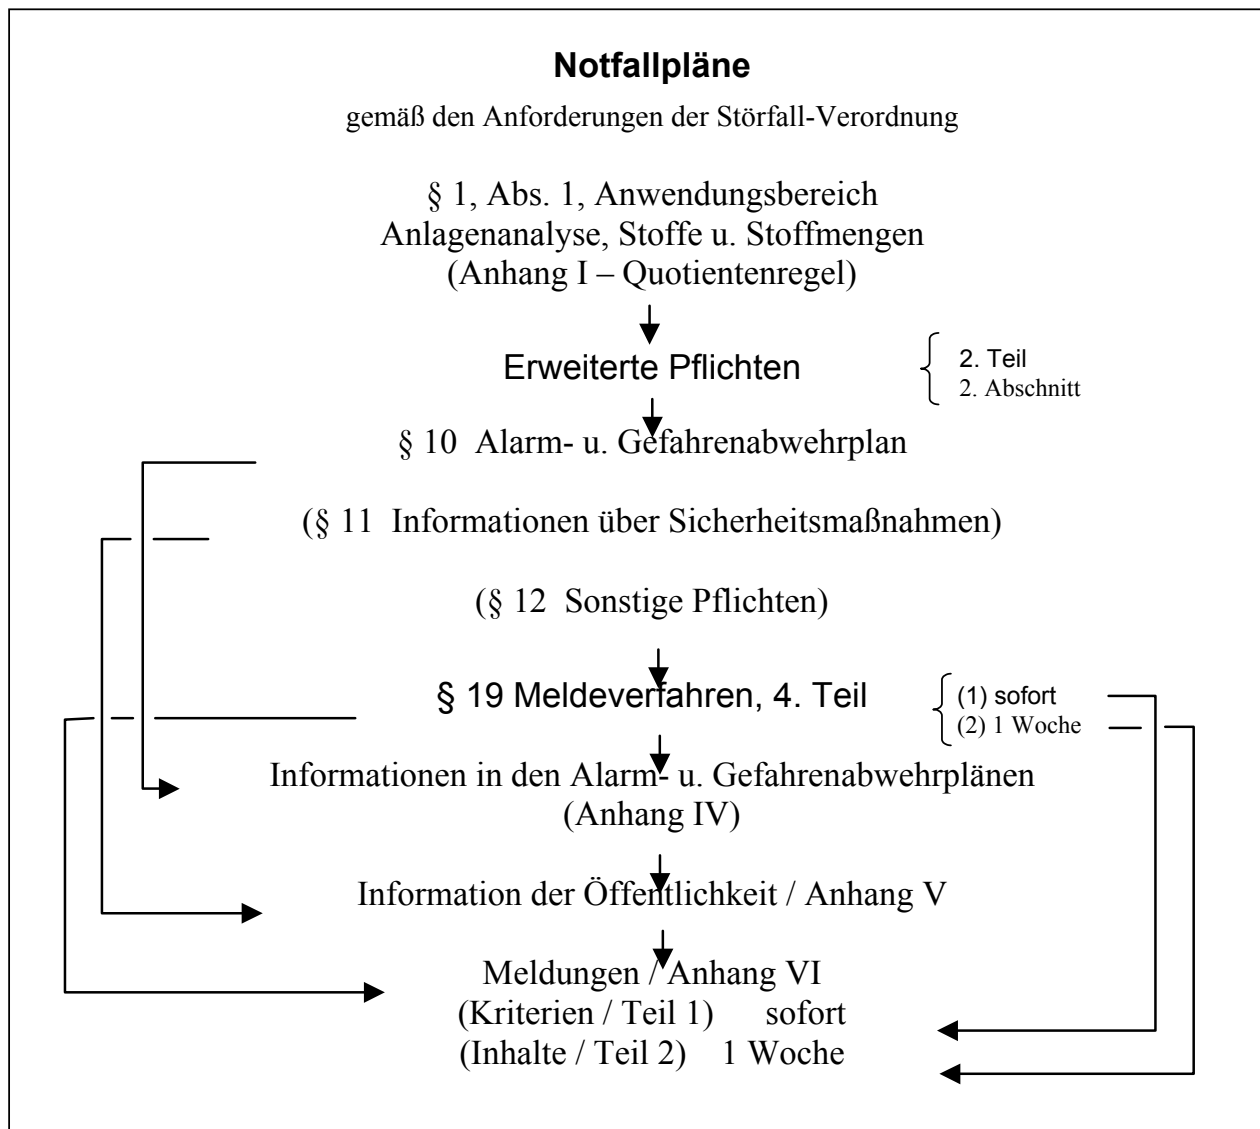 Notfallpläne
gemäß den Anforderungen der Störfall-Verordnung
§ 1, Abs. 1, Anwendungsbereich
Anlagenanalyse, Stoffe u. Stoffmengen
(Anhang I – Quotientenregel)
Erweiterte Pflichten
2. Teil
2. Abschnitt
§ 10 Alarm- u. Gefahrenabwehrplan
(§ 11 Informationen über Sicherheitsmaßnahmen)
(§ 12 Sonstige Pflichten)
§ 19 Meldeverfahren, 4. Teil
(1) sofort
(2) 1 Woche
Informationen in den Alarm- u. Gefahrenabwehrplänen
(Anhang IV)
Information der Öffentlichkeit / Anhang V
Meldungen / Anhang VI
(Kriterien / Teil 1) sofort
(Inhalte / Teil 2) 1 Woche